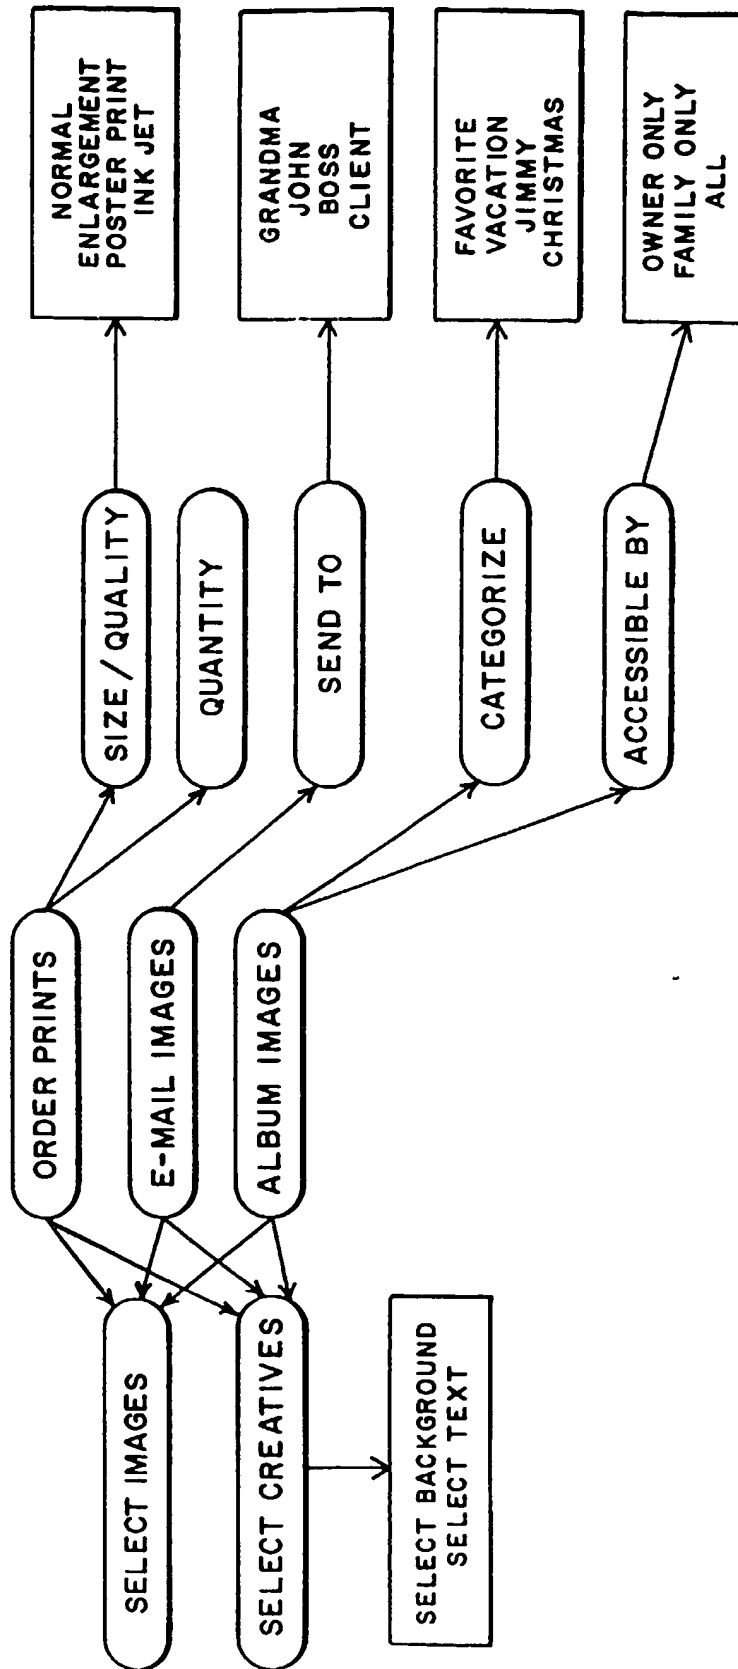 SELECT IMAGES
SELECT CREATIVES
SELECT BACKGROUND
SELECT TEXT
ORDER PRINTS
E-MAIL IMAGES
ALBUM IMAGES
SIZE/QUALITY
QUANTITY
SEND TO
CATEGORIZE
ACCESSIBLE BY
NORMAL
ENLARGEMENT
POSTER PRINT
INK JET
GRANDMA
JOHN
BOSS
CLIENT
FAVORITE
VACATION
JIMMY
CHRISTMAS
OWNER ONLY
FAMILY ONLY
ALL